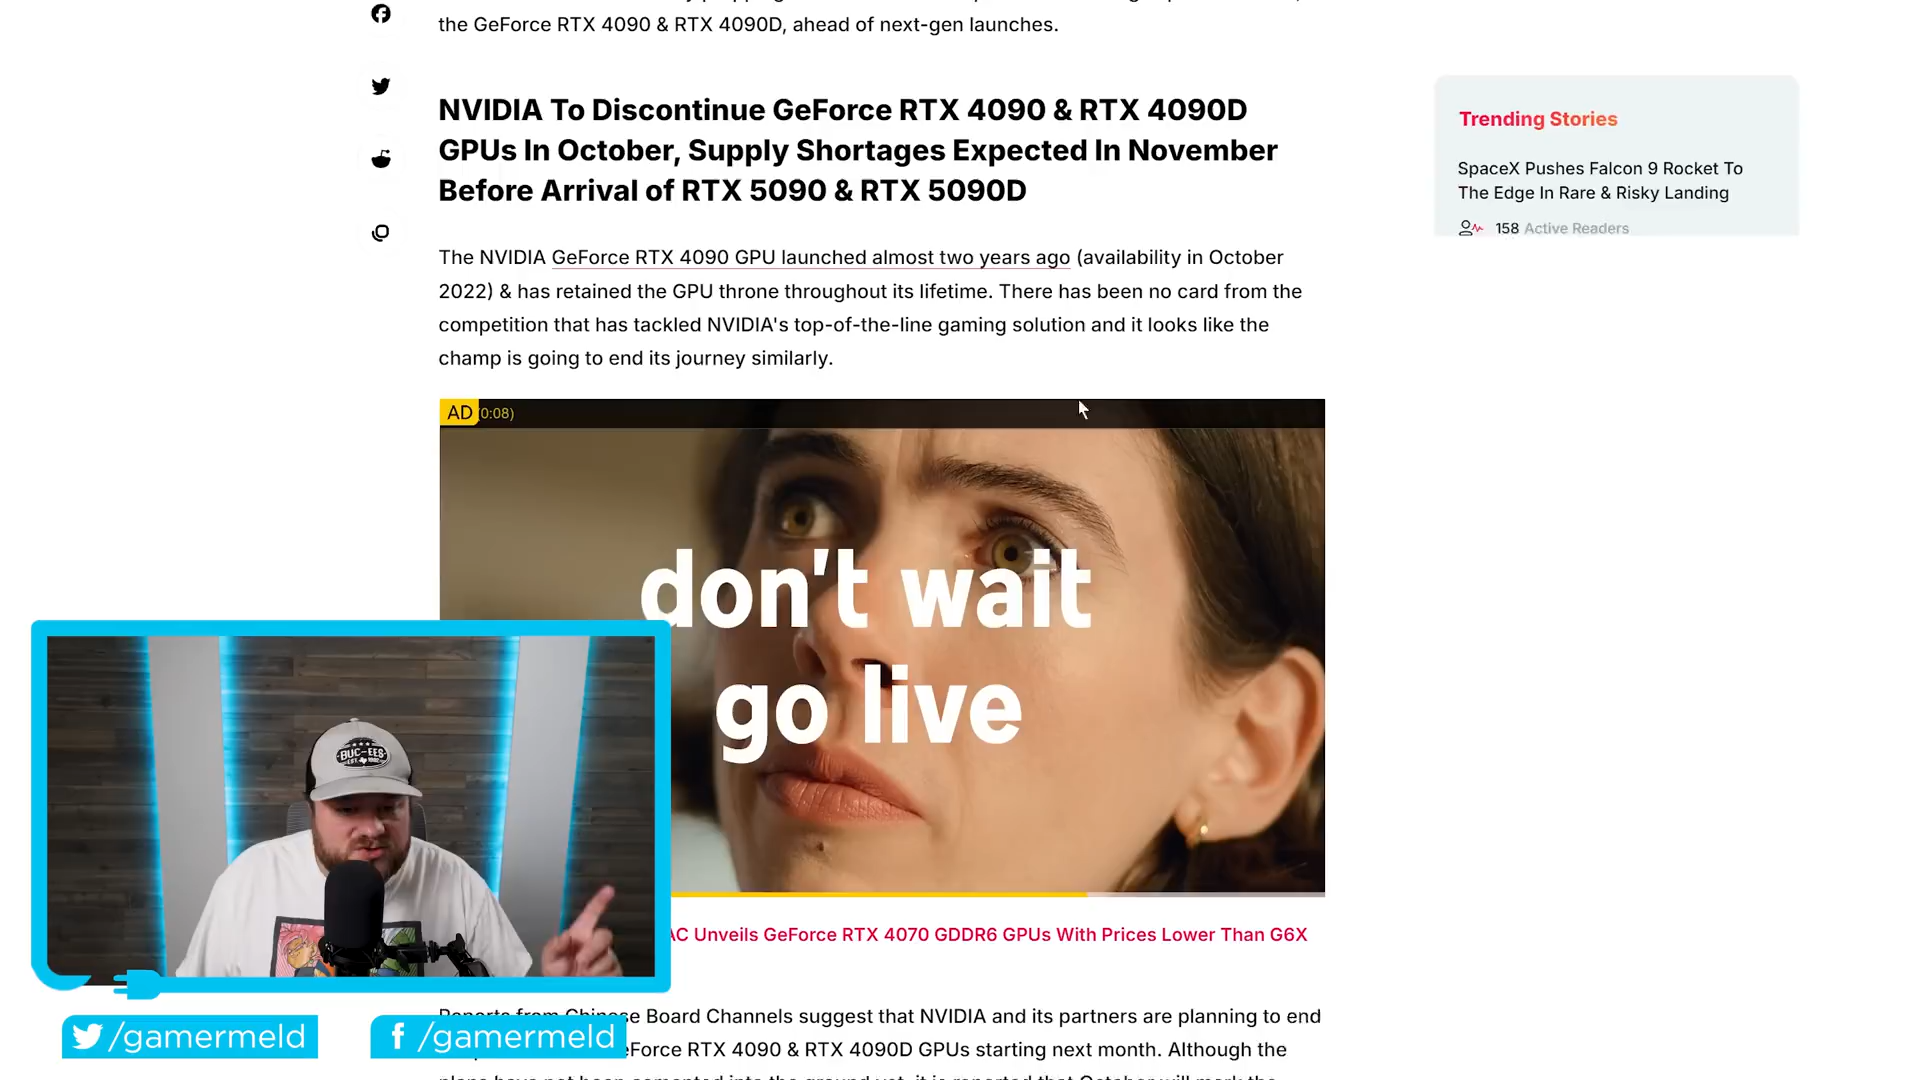 the GeForce RTX 4090 & RTX 4090D, ahead of next-gen launches.
NVIDIA To Discontinue GeForce RTX 4090 & RTX 4090D
GPUs In October, Supply Shortages Expected In November
Before Arrival of RTX 5090 & RTX 5090D
The NVIDIA GeForce RTX 4090 GPU launched almost two years ago (availability in October
2022) & has retained the GPU throne throughout its lifetime. There has been no card from the
competition that has tackled NVIDIA's top-of-the-line gaming solution and it looks like the
champ is going to end its journey similarly.
AD (0:08)
don't wait
go live
Unveils GeForce RTX 4070 GDDR6 GPUs With Prices Lower Than G6X
Reports from Chinese Board Channels suggest that NVIDIA and its partners are planning to end
GeForce RTX 4090 & RTX 4090D GPUs starting next month. Although the
Trending Stories
SpaceX Pushes Falcon 9 Rocket To
The Edge In Rare & Risky Landing
158 Active Readers
BUC-EES
/gamermeld
/gamermeld